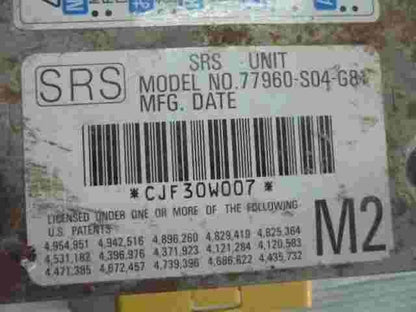 SRS
SRS UNIT
MODEL NO.77960-S04-G81
MFG. DATE
*CJF30W007*
LICENSED UNDER ONE OR MORE OF THE FOLLOWING
U.S. PATENTS
4,954,951 4,942,516 4,896,260 4,829,419 4,825,364
4,531,182 4,396,976 4,371,923 4,121,284 4,120,583
4,471,385 4,872,457 4,739,396 4,686,622 4,435,732
M2